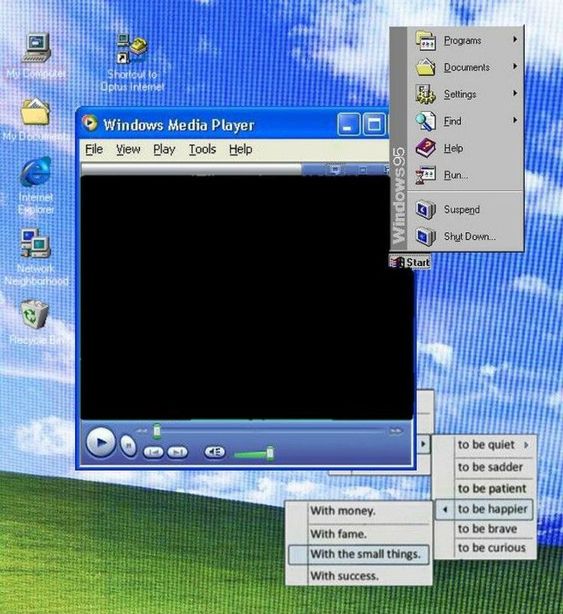 My Computer
Shortcut to
Optus Internet
My Documents
Internet
Explorer
Network
Neighborhood
Recycle Bin
Windows Media Player
File View Play Tools Help
Programs
Documents
Settings
Find
Help
Run...
Suspend
Shut Down...
Windows95
Start
to be quiet
to be sadder
to be patient
to be happier
to be brave
to be curious
With money.
With fame.
With the small things.
With success.